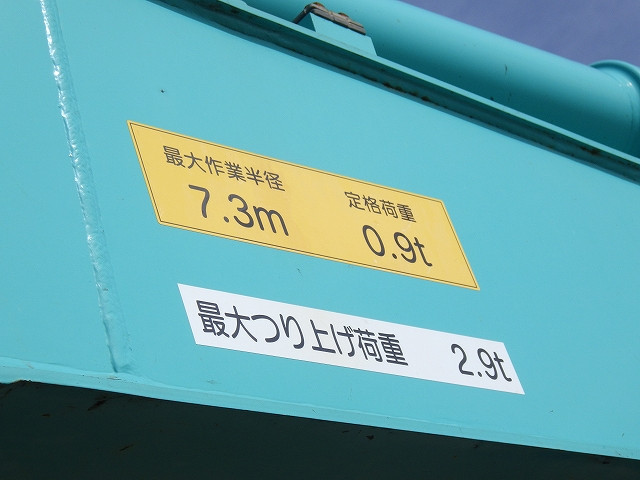 最大作業半径 定格荷重
7.3m 0.9t
最大つり上げ荷重 2.9t